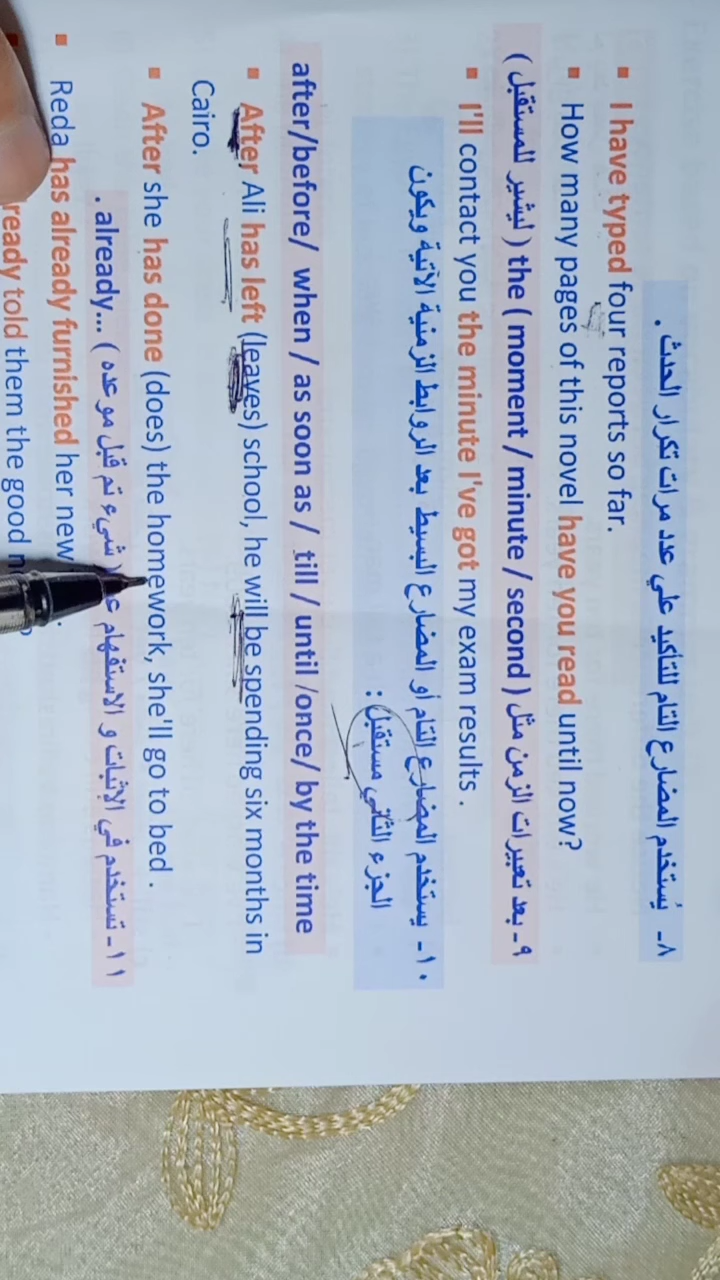 ٨ـ يُستخدم المضارع التام للتأكيد علي عدد مرات تكرار الحدث .
▪ I have typed four reports so far.
▪ How many pages of this novel have you read until now?
٩ـ بعد تعبيرات الزمن مثل ( the ( moment / minute / second ( ليشير للمستقبل )
▪ I'll contact you the minute I've got my exam results .
١٠ـ يستخدم المضارع التام أو المضارع البسيط بعد الروابط الزمنية الآتية ويكون
الجزء الثاني مستقبل :
after/before/ when / as soon as / till / until /once/ by the time
▪ After Ali has left (leaves) school, he will be spending six months in
Cairo.
▪ After she has done (does) the homework, she'll go to bed .
١١ـ تستخدم في الإثبات و الاستفهام ( شيء تم قبل موعده ) ...already .
▪ Reda has already furnished her new
told them the good